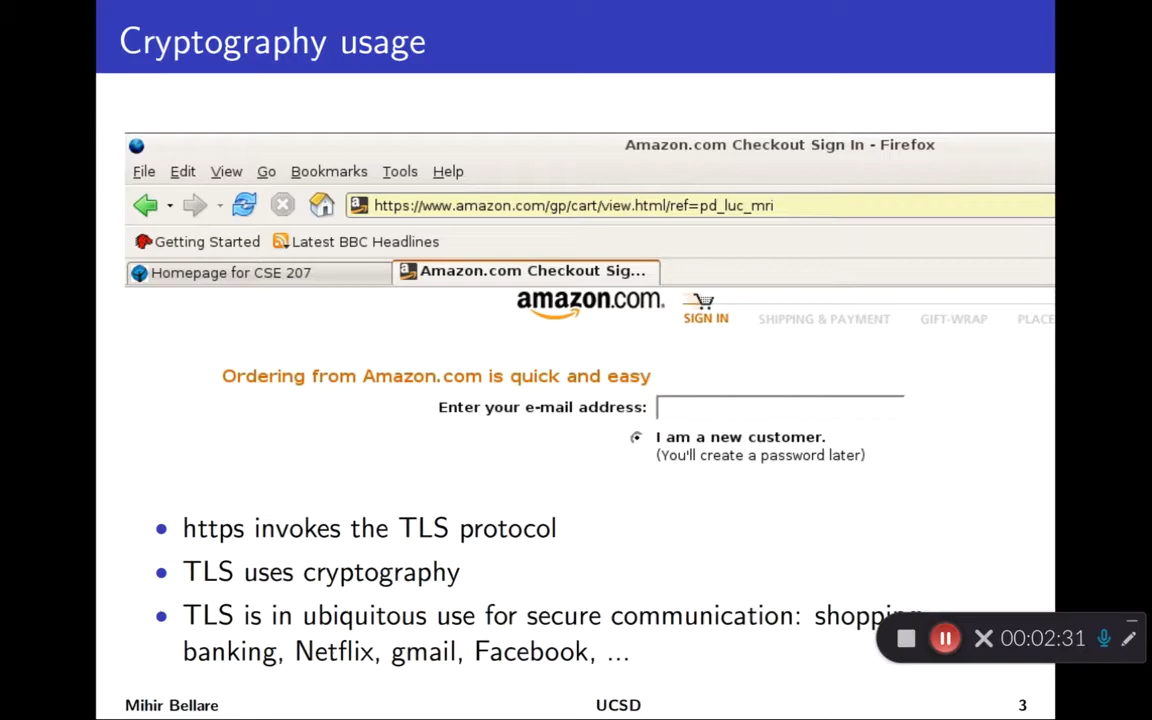 Cryptography usage
Amazon.com Checkout Sign In - Firefox
File Edit View Go Bookmarks Tools Help
https://www.amazon.com/gp/cart/view.html/ref=pd_luc_mri
Getting Started Latest BBC Headlines
Homepage for CSE 207 Amazon.com Checkout Sig...
amazon.com. SIGN IN SHIPPING & PAYMENT GIFT-WRAP PLACE
Ordering from Amazon.com is quick and easy
Enter your e-mail address:
I am a new customer.
(You'll create a password later)
• https invokes the TLS protocol
• TLS uses cryptography
• TLS is in ubiquitous use for secure communication: shopping
banking, Netflix, gmail, Facebook, ...
00:02:31
Mihir Bellare UCSD 3